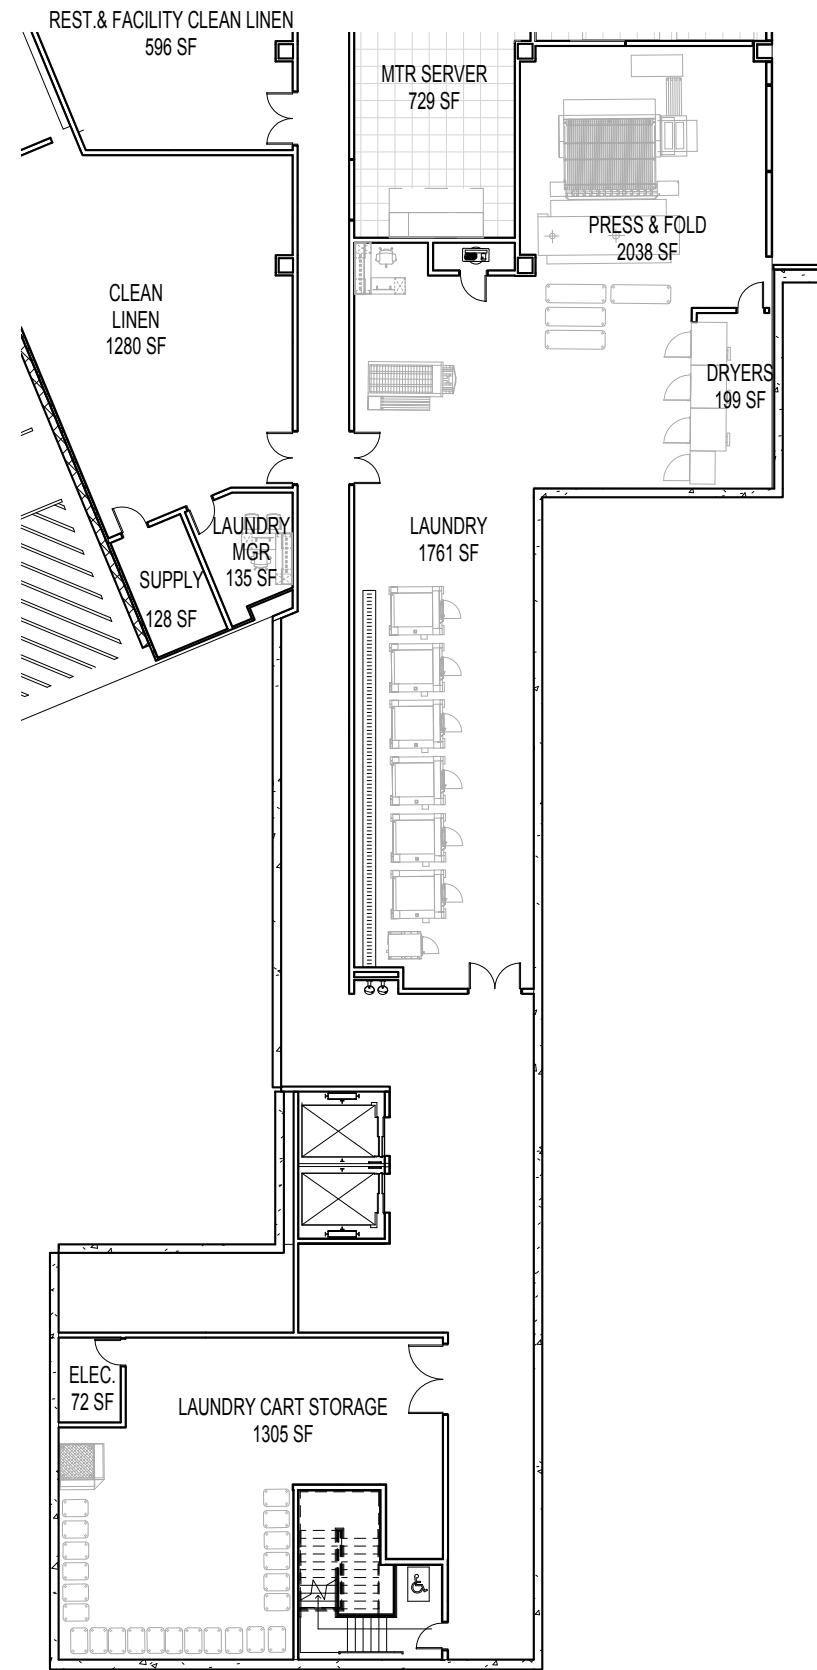 REST.& FACILITY CLEAN LINEN
596 SF
MTR SERVER
729 SF
PRESS & FOLD
2038 SF
CLEAN
LINEN
1280 SF
DRYERS
199 SF
LAUNDRY
MGR
135 SF
LAUNDRY
1761 SF
SUPPLY
128 SF
ELEC.
72 SF
LAUNDRY CART STORAGE
1305 SF